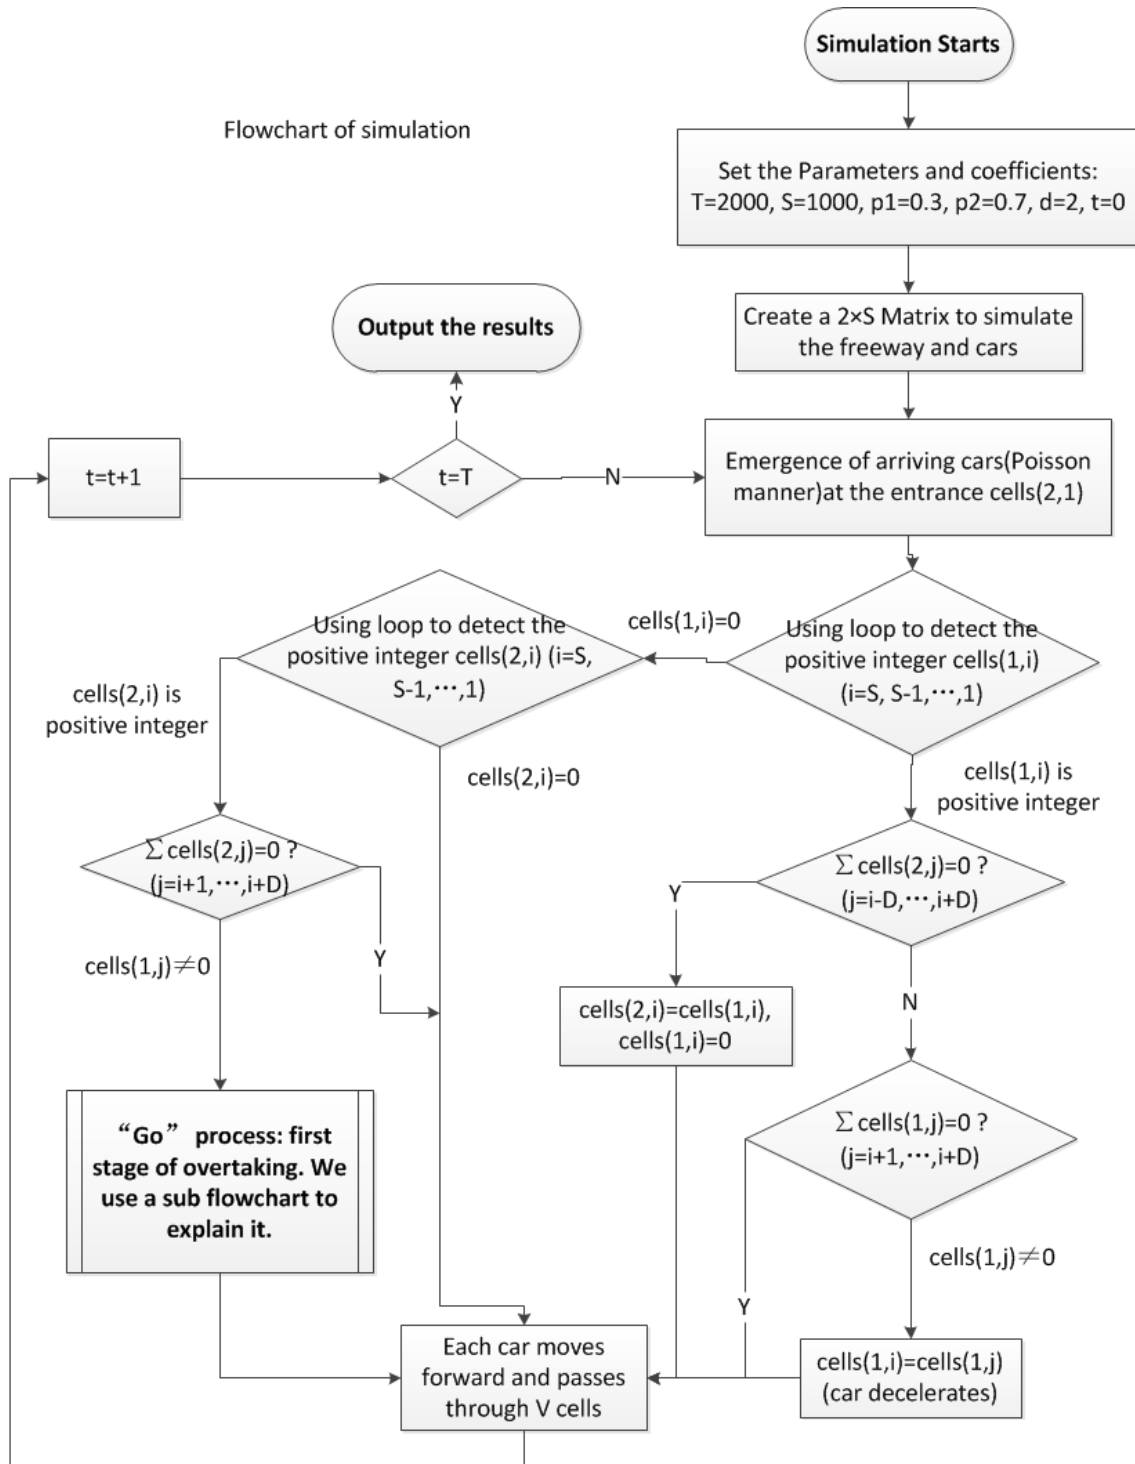 Simulation Starts
Flowchart of simulation
Set the Parameters and coefficients:
T=2000, S=1000, p1=0.3, p2=0.7, d=2, t=0
Create a 2×S Matrix to simulate
the freeway and cars
Output the results
Y
t=t+1
t=T
N
Emergence of arriving cars(Poisson
manner)at the entrance cells(2,1)
Using loop to detect the
positive integer cells(2,i) (i=S,
S-1,⋯,1)
cells(1,i)=0
Using loop to detect the
positive integer cells(1,i)
(i=S, S-1,⋯,1)
cells(2,i) is
positive integer
cells(2,i)=0
cells(1,i) is
positive integer
∑cells(2,j)=0 ?
(j=i+1,⋯,i+D)
∑cells(2,j)=0 ?
(j=i-D,⋯,i+D)
Y
Y
cells(1,j)≠0
N
cells(2,i)=cells(1,i),
cells(1,i)=0
“Go” process: first
stage of overtaking. We
use a sub flowchart to
explain it.
∑cells(1,j)=0 ?
(j=i+1,⋯,i+D)
cells(1,j)≠0
Y
Each car moves
forward and passes
through V cells
cells(1,i)=cells(1,j)
(car decelerates)